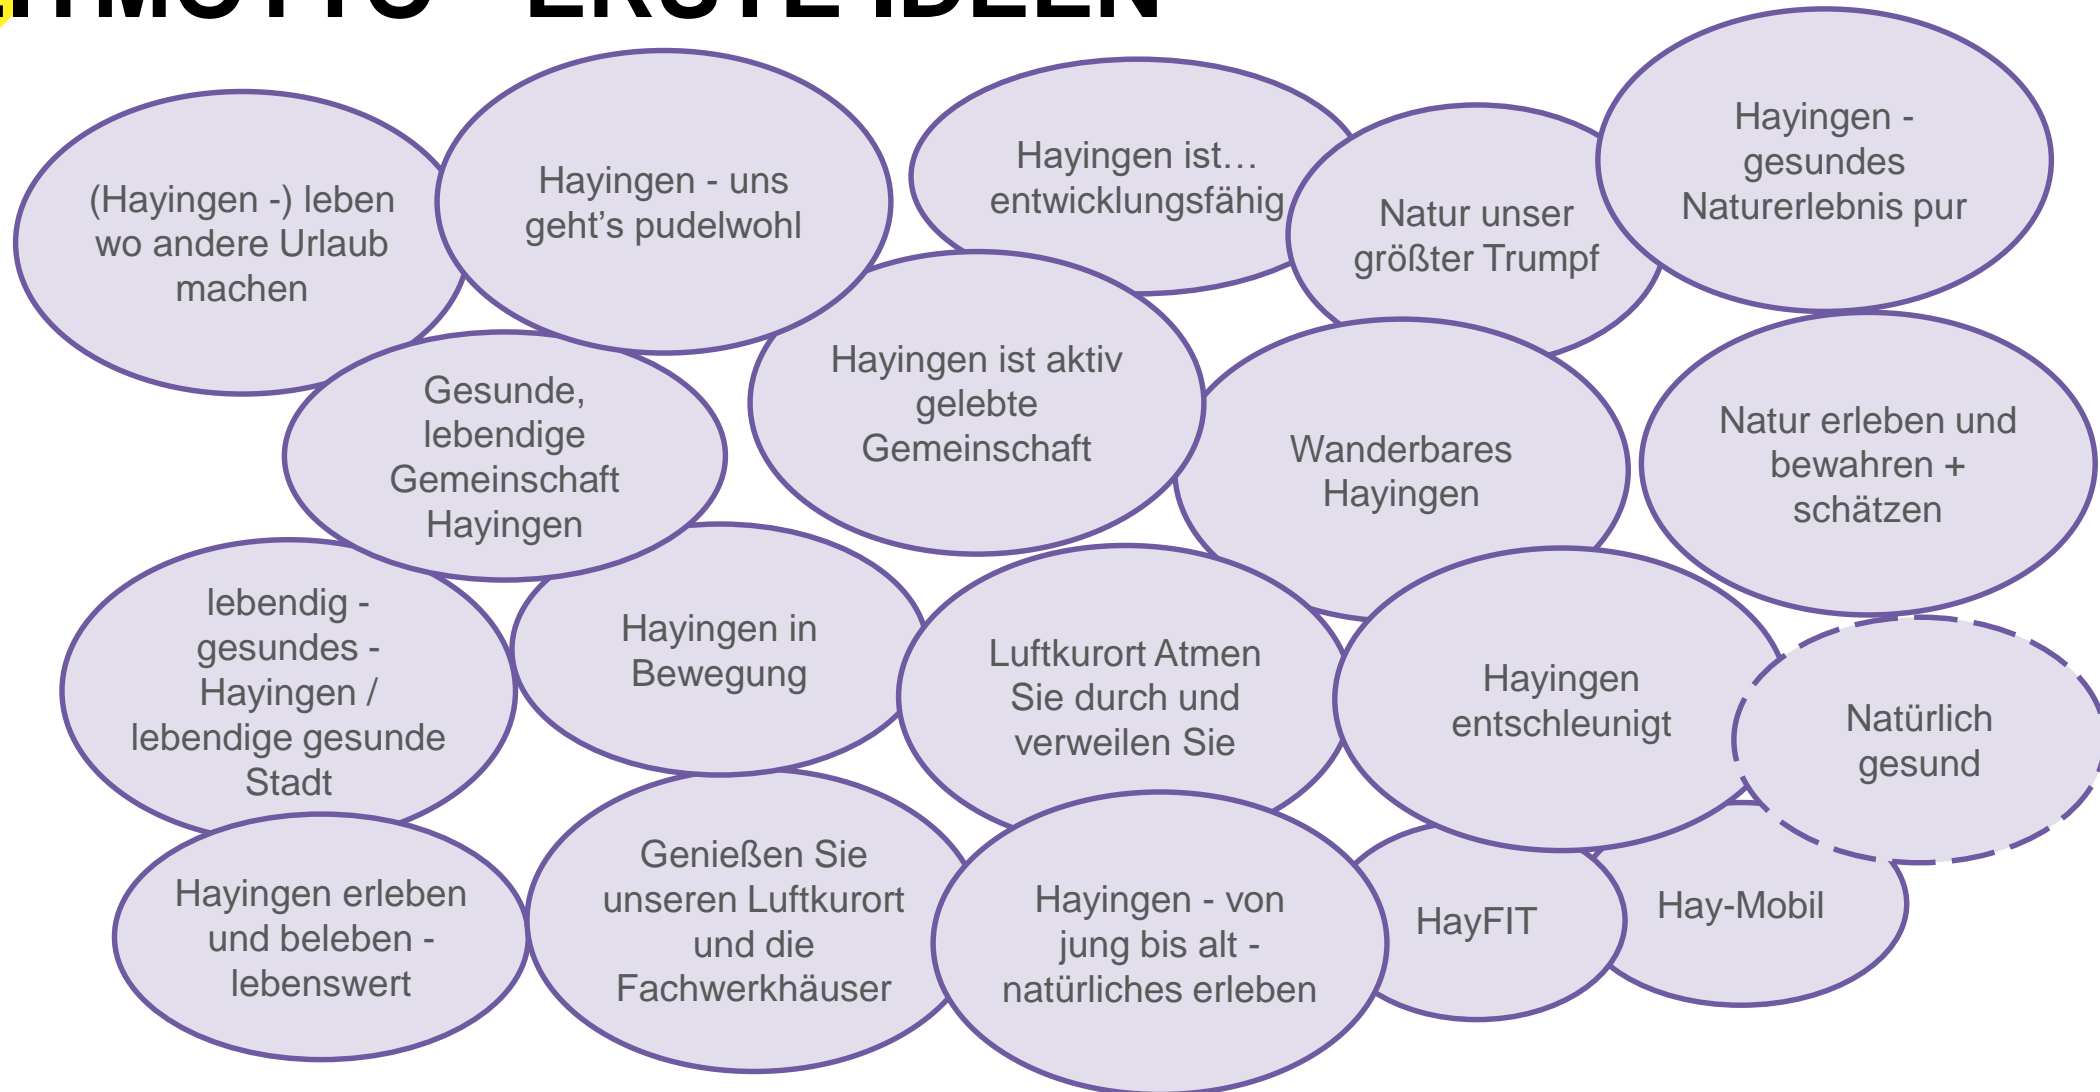 ITMOTTO - ERSTE IDEEN
(Hayingen -) leben
wo andere Urlaub
machen
Hayingen - uns
geht's pudelwohl
Hayingen ist…
entwicklungsfähig
Natur unser
größter Trumpf
Hayingen -
gesundes
Naturerlebnis pur
Gesunde,
lebendige
Gemeinschaft
Hayingen
Hayingen ist aktiv
gelebte
Gemeinschaft
Wanderbares
Hayingen
Natur erleben und
bewahren +
schätzen
lebendig -
gesundes -
Hayingen /
lebendige gesunde
Stadt
Hayingen in
Bewegung
Luftkurort Atmen
Sie durch und
verweilen Sie
Hayingen
entschleunigt
Natürlich
gesund
Hayingen erleben
und beleben -
lebenswert
Genießen Sie
unseren Luftkurort
und die
Fachwerkhäuser
Hayingen - von
jung bis alt -
natürliches erleben
HayFIT
Hay-Mobil